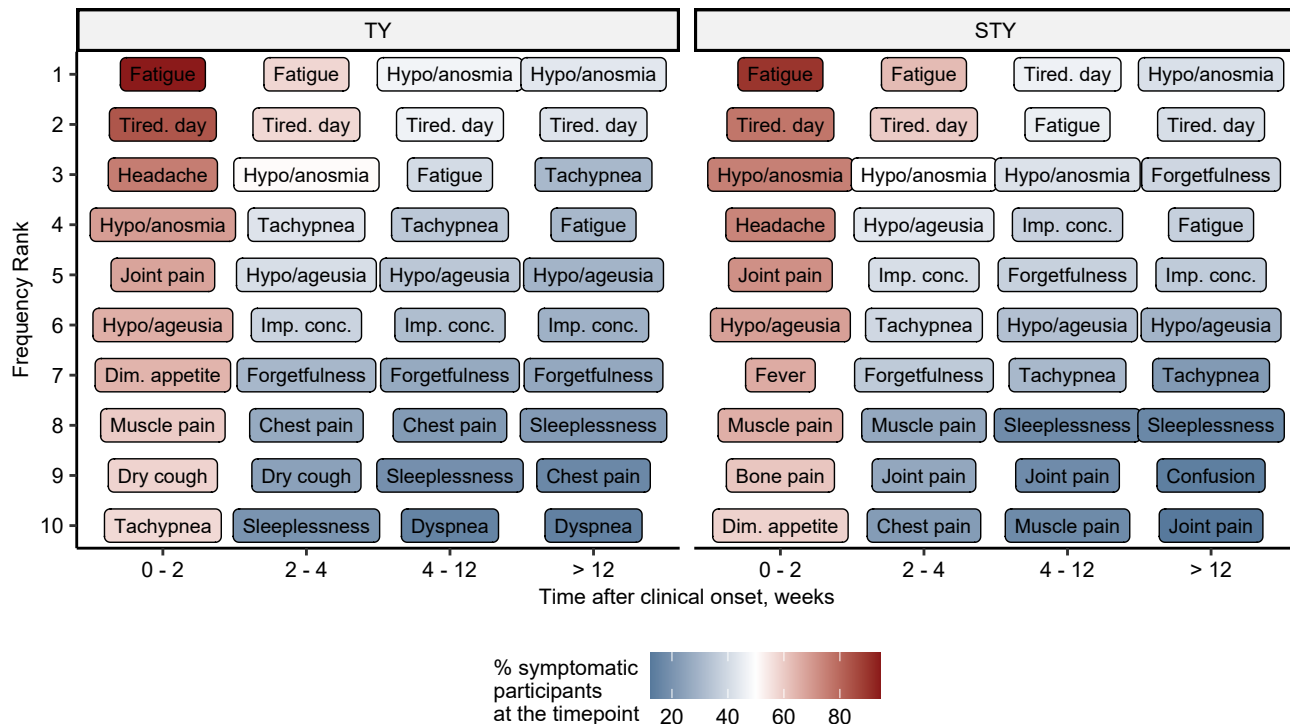 TY STY
1 Fatigue Fatigue Hypo/anosmia Hypo/anosmia Fatigue Fatigue Tired. day Hypo/anosmia
2 Tired. day Tired. day Tired. day Tired. day Tired. day Tired. day Fatigue Tired. day
3 Headache Hypo/anosmia Fatigue Tachypnea Hypo/anosmia Hypo/anosmia Hypo/anosmia Forgetfulness
4 Hypo/anosmia Tachypnea Tachypnea Fatigue Headache Hypo/ageusia Imp. conc. Fatigue
5 Joint pain Hypo/ageusia Hypo/ageusia Hypo/ageusia Joint pain Imp. conc. Forgetfulness Imp. conc.
6 Hypo/ageusia Imp. conc. Imp. conc. Imp. conc. Hypo/ageusia Tachypnea Hypo/ageusia Hypo/ageusia
7 Dim. appetite Forgetfulness Forgetfulness Forgetfulness Fever Forgetfulness Tachypnea Tachypnea
8 Muscle pain Chest pain Chest pain Sleeplessness Muscle pain Muscle pain Sleeplessness Sleeplessness
9 Dry cough Dry cough Sleeplessness Chest pain Bone pain Joint pain Joint pain Confusion
10 Tachypnea Sleeplessness Dyspnea Dyspnea Dim. appetite Chest pain Muscle pain Joint pain
Frequency Rank
0 - 2 2 - 4 4 - 12 > 12 0 - 2 2 - 4 4 - 12 > 12
Time after clinical onset, weeks
% symptomatic
participants
at the timepoint
20 40 60 80